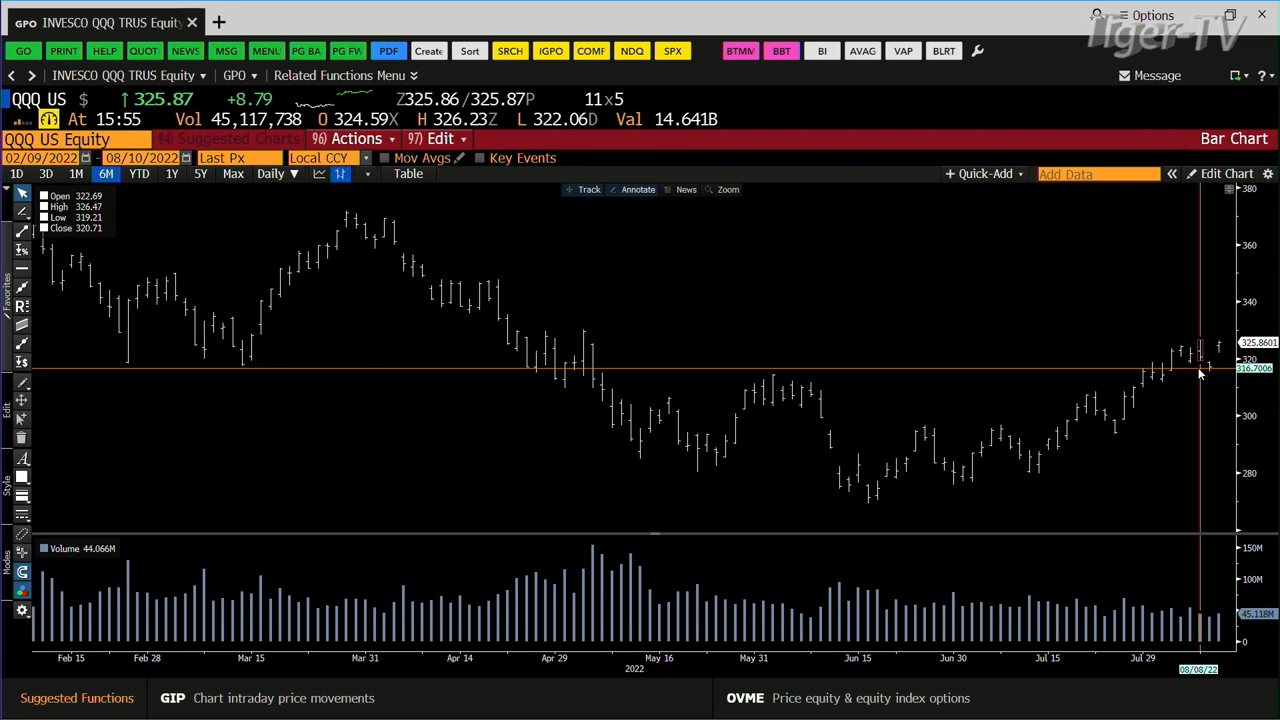 GPO INVESCO QQQ TRUS Equity × +
Options
Tiger-TV
GO PRINT HELP QUOT NEWS MSG MENU PG BA PG FV PDF Create Sort SRCH IGPO COMF NDQ SPX BTMM BBT BI AVAG VAP BLRT
INVESCO QQQ TRUS Equity GPO Related Functions Menu Message ?
QQQ US $ ↑325.87 +8.79 Z325.86/325.87P 11x5
At 15:55 Vol 45,117,738 O 324.59X H 326.23Z L 322.06D Val 14.641B
QQQ US Equity 94) Suggested Charts 96) Actions 97) Edit Bar Chart
02/09/2022 - 08/10/2022 Last Px Local CCY Mov Avgs Key Events
1D 3D 1M 6M YTD 1Y 5Y Max Daily ▼ Table + Quick-Add Add Data « Edit Chart
Track Annotate News Zoom
Open 322.69
High 326.47
Low 319.21
Close 320.71
380
360
340
325.8601
320
316.7006
300
280
Favorites
Edit
Style
Modes
Volume 44.066M
150M
100M
45.118M
0
Feb 15 Feb 28 Mar 15 Mar 31 Apr 14 Apr 29 May 16 May 31 Jun 15 Jun 30 Jul 15 Jul 29
2022
08/08/22
Suggested Functions GIP Chart intraday price movements OVME Price equity & equity index options